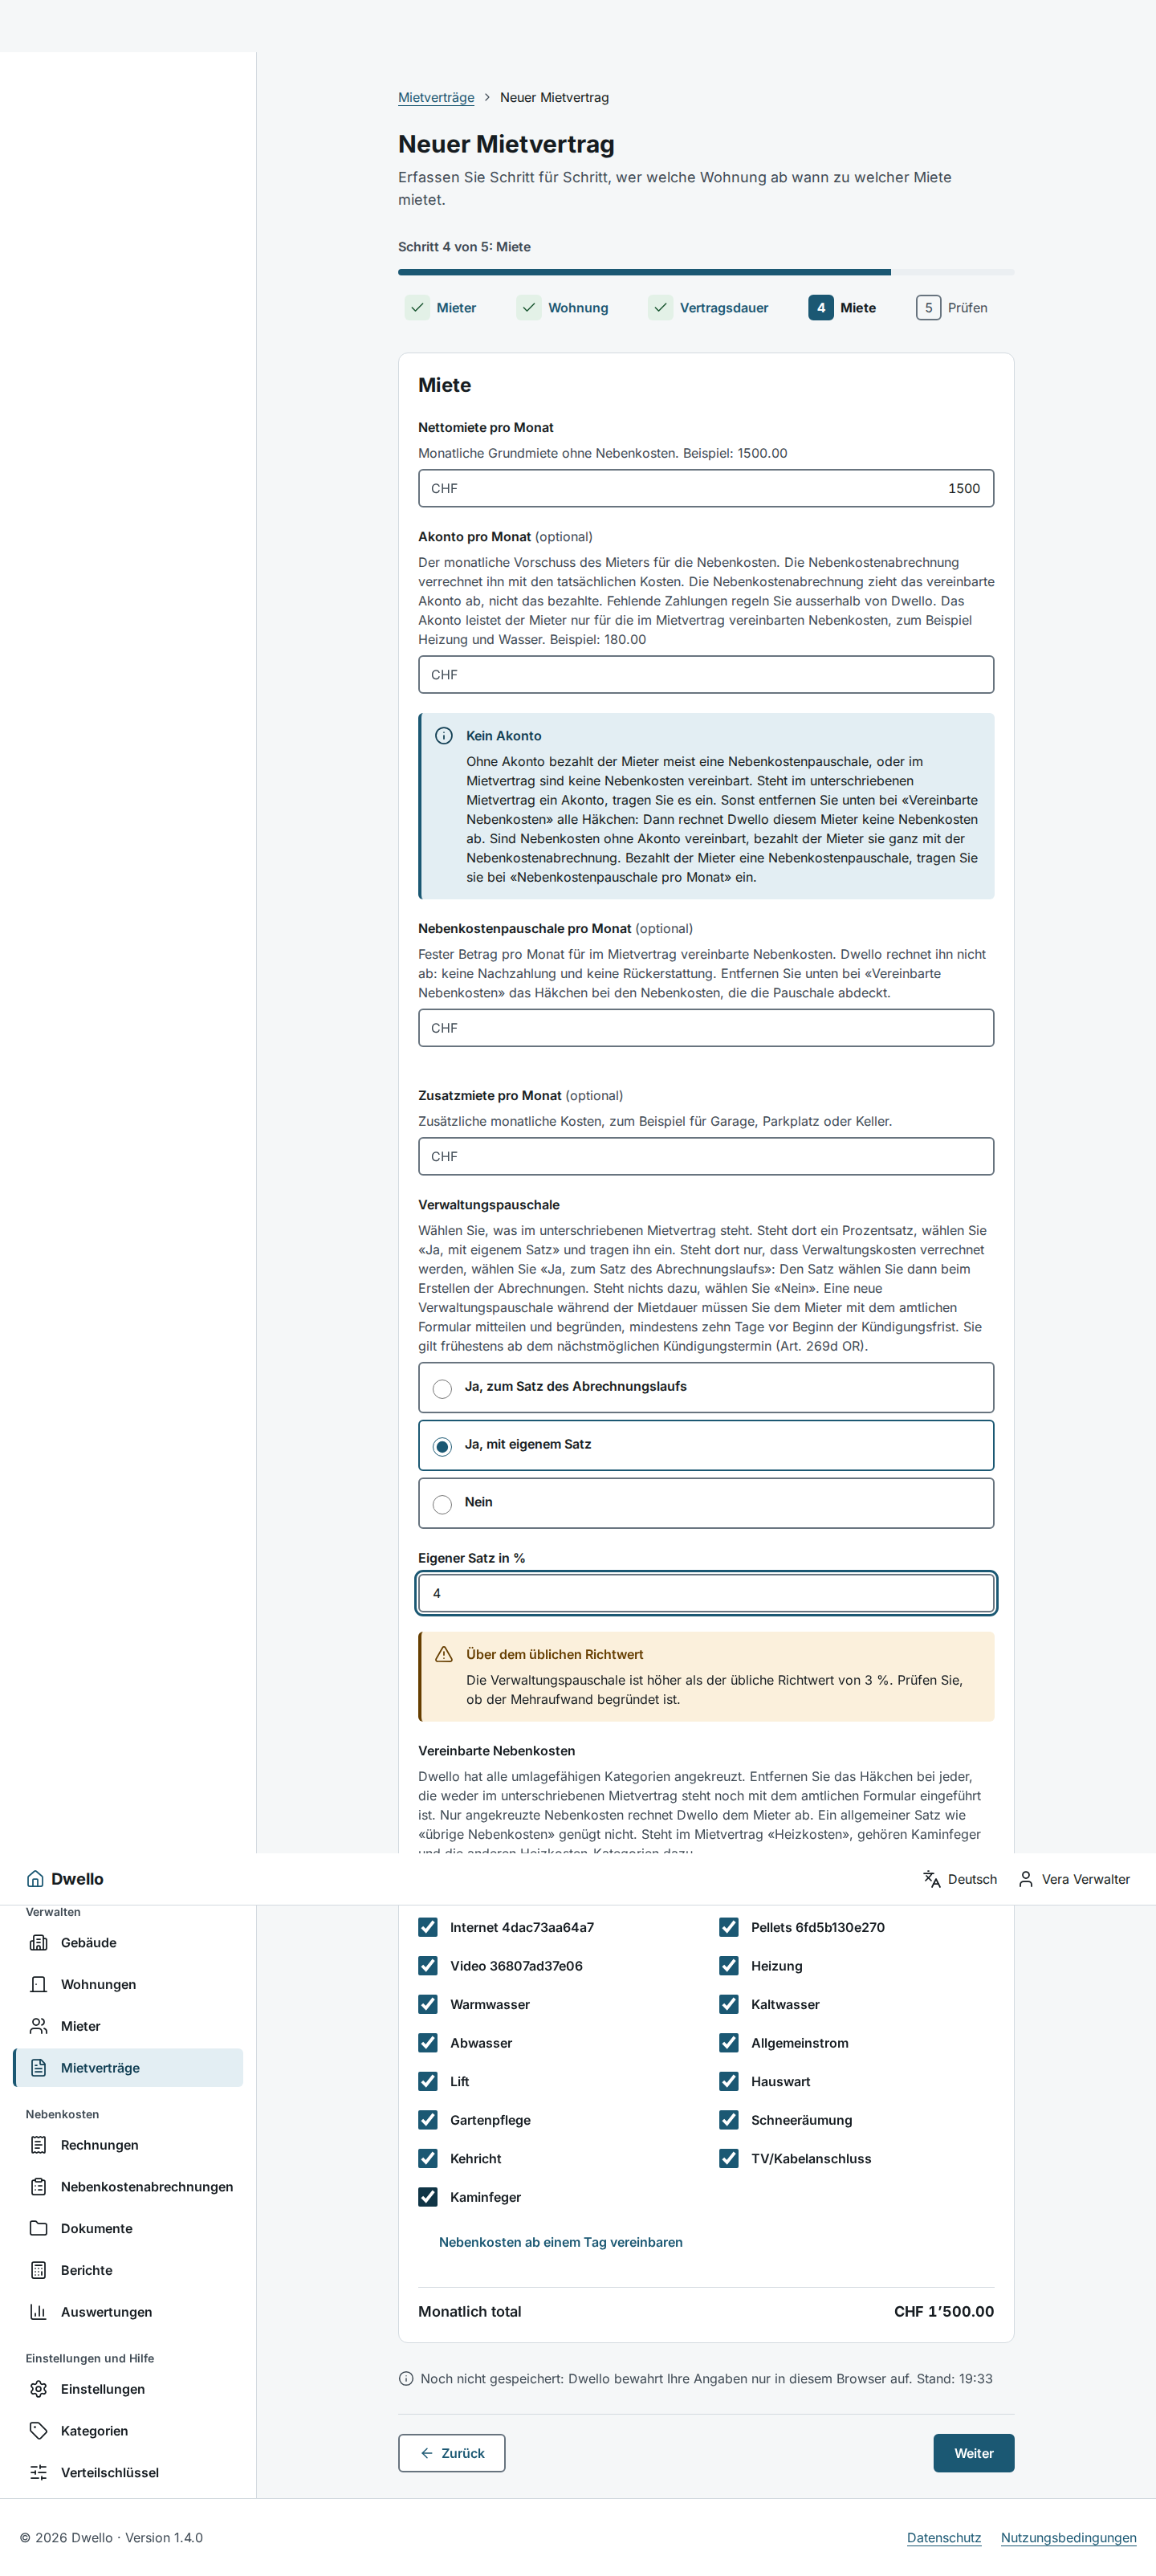 Mietverträge > Neuer Mietvertrag
Neuer Mietvertrag
Erfassen Sie Schritt für Schritt, wer welche Wohnung ab wann zu welcher Miete
mietet.
Schritt 4 von 5: Miete
Mieter
Wohnung
Vertragsdauer
4 Miete
5 Prüfen
Miete
Nettomiete pro Monat
Monatliche Grundmiete ohne Nebenkosten. Beispiel: 1500.00
CHF 1500
Akonto pro Monat (optional)
Der monatliche Vorschuss des Mieters für die Nebenkosten. Die Nebenkostenabrechnung
verrechnet ihn mit den tatsächlichen Kosten. Die Nebenkostenabrechnung zieht das vereinbarte
Akonto ab, nicht das bezahlte. Fehlende Zahlungen regeln Sie ausserhalb von Dwello. Das
Akonto leistet der Mieter nur für die im Mietvertrag vereinbarten Nebenkosten, zum Beispiel
Heizung und Wasser. Beispiel: 180.00
CHF
Kein Akonto
Ohne Akonto bezahlt der Mieter meist eine Nebenkostenpauschale, oder im
Mietvertrag sind keine Nebenkosten vereinbart. Steht im unterschriebenen
Mietvertrag ein Akonto, tragen Sie es ein. Sonst entfernen Sie unten bei «Vereinbarte
Nebenkosten» alle Häkchen: Dann rechnet Dwello diesem Mieter keine Nebenkosten
ab. Sind Nebenkosten ohne Akonto vereinbart, bezahlt der Mieter sie ganz mit der
Nebenkostenabrechnung. Bezahlt der Mieter eine Nebenkostenpauschale, tragen Sie
sie bei «Nebenkostenpauschale pro Monat» ein.
Nebenkostenpauschale pro Monat (optional)
Fester Betrag pro Monat für im Mietvertrag vereinbarte Nebenkosten. Dwello rechnet ihn nicht
ab: keine Nachzahlung und keine Rückerstattung. Entfernen Sie unten bei «Vereinbarte
Nebenkosten» das Häkchen bei den Nebenkosten, die die Pauschale abdeckt.
CHF
Zusatzmiete pro Monat (optional)
Zusätzliche monatliche Kosten, zum Beispiel für Garage, Parkplatz oder Keller.
CHF
Verwaltungspauschale
Wählen Sie, was im unterschriebenen Mietvertrag steht. Steht dort ein Prozentsatz, wählen Sie
«Ja, mit eigenem Satz» und tragen ihn ein. Steht dort nur, dass Verwaltungskosten verrechnet
werden, wählen Sie «Ja, zum Satz des Abrechnungslaufs»: Den Satz wählen Sie dann beim
Erstellen der Abrechnungen. Steht nichts dazu, wählen Sie «Nein». Eine neue
Verwaltungspauschale während der Mietdauer müssen Sie dem Mieter mit dem amtlichen
Formular mitteilen und begründen, mindestens zehn Tage vor Beginn der Kündigungsfrist. Sie
gilt frühestens ab dem nächstmöglichen Kündigungstermin (Art. 269d OR).
Ja, zum Satz des Abrechnungslaufs
Ja, mit eigenem Satz
Nein
Eigener Satz in %
4
Über dem üblichen Richtwert
Die Verwaltungspauschale ist höher als der übliche Richtwert von 3 %. Prüfen Sie,
ob der Mehraufwand begründet ist.
Vereinbarte Nebenkosten
Dwello hat alle umlagefähigen Kategorien angekreuzt. Entfernen Sie das Häkchen bei jeder,
die weder im unterschriebenen Mietvertrag steht noch mit dem amtlichen Formular eingeführt
ist. Nur angekreuzte Nebenkosten rechnet Dwello dem Mieter ab. Ein allgemeiner Satz wie
«übrige Nebenkosten» genügt nicht. Steht im Mietvertrag «Heizkosten», gehören Kaminfeger
und die anderen Heizkosten-Kategorien dazu.
Dwello
Deutsch
Vera Verwalter
Verwalten
Gebäude
Wohnungen
Mieter
Mietverträge
Nebenkosten
Rechnungen
Nebenkostenabrechnungen
Dokumente
Berichte
Auswertungen
Einstellungen und Hilfe
Einstellungen
Kategorien
Verteilschlüssel
Internet 4dac73aa64a7
Pellets 6fd5b130e270
Video 36807ad37e06
Heizung
Warmwasser
Kaltwasser
Abwasser
Allgemeinstrom
Lift
Hauswart
Gartenpflege
Schneeräumung
Kehricht
TV/Kabelanschluss
Kaminfeger
Nebenkosten ab einem Tag vereinbaren
Monatlich total CHF 1’500.00
Noch nicht gespeichert: Dwello bewahrt Ihre Angaben nur in diesem Browser auf. Stand: 19:33
Zurück
Weiter
© 2026 Dwello · Version 1.4.0
Datenschutz
Nutzungsbedingungen